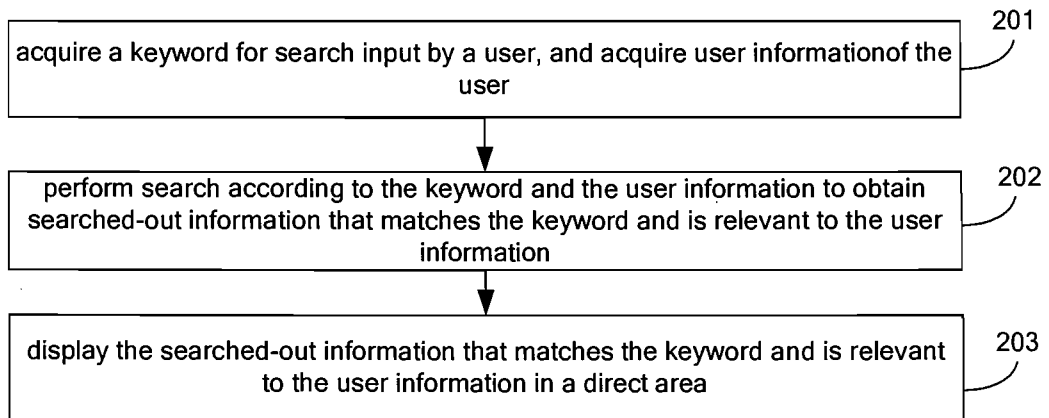 201
acquire a keyword for search input by a user, and acquire user informationof the
user
202
perform search according to the keyword and the user information to obtain
searched-out information that matches the keyword and is relevant to the user
information
203
display the searched-out information that matches the keyword and is relevant
to the user information in a direct area